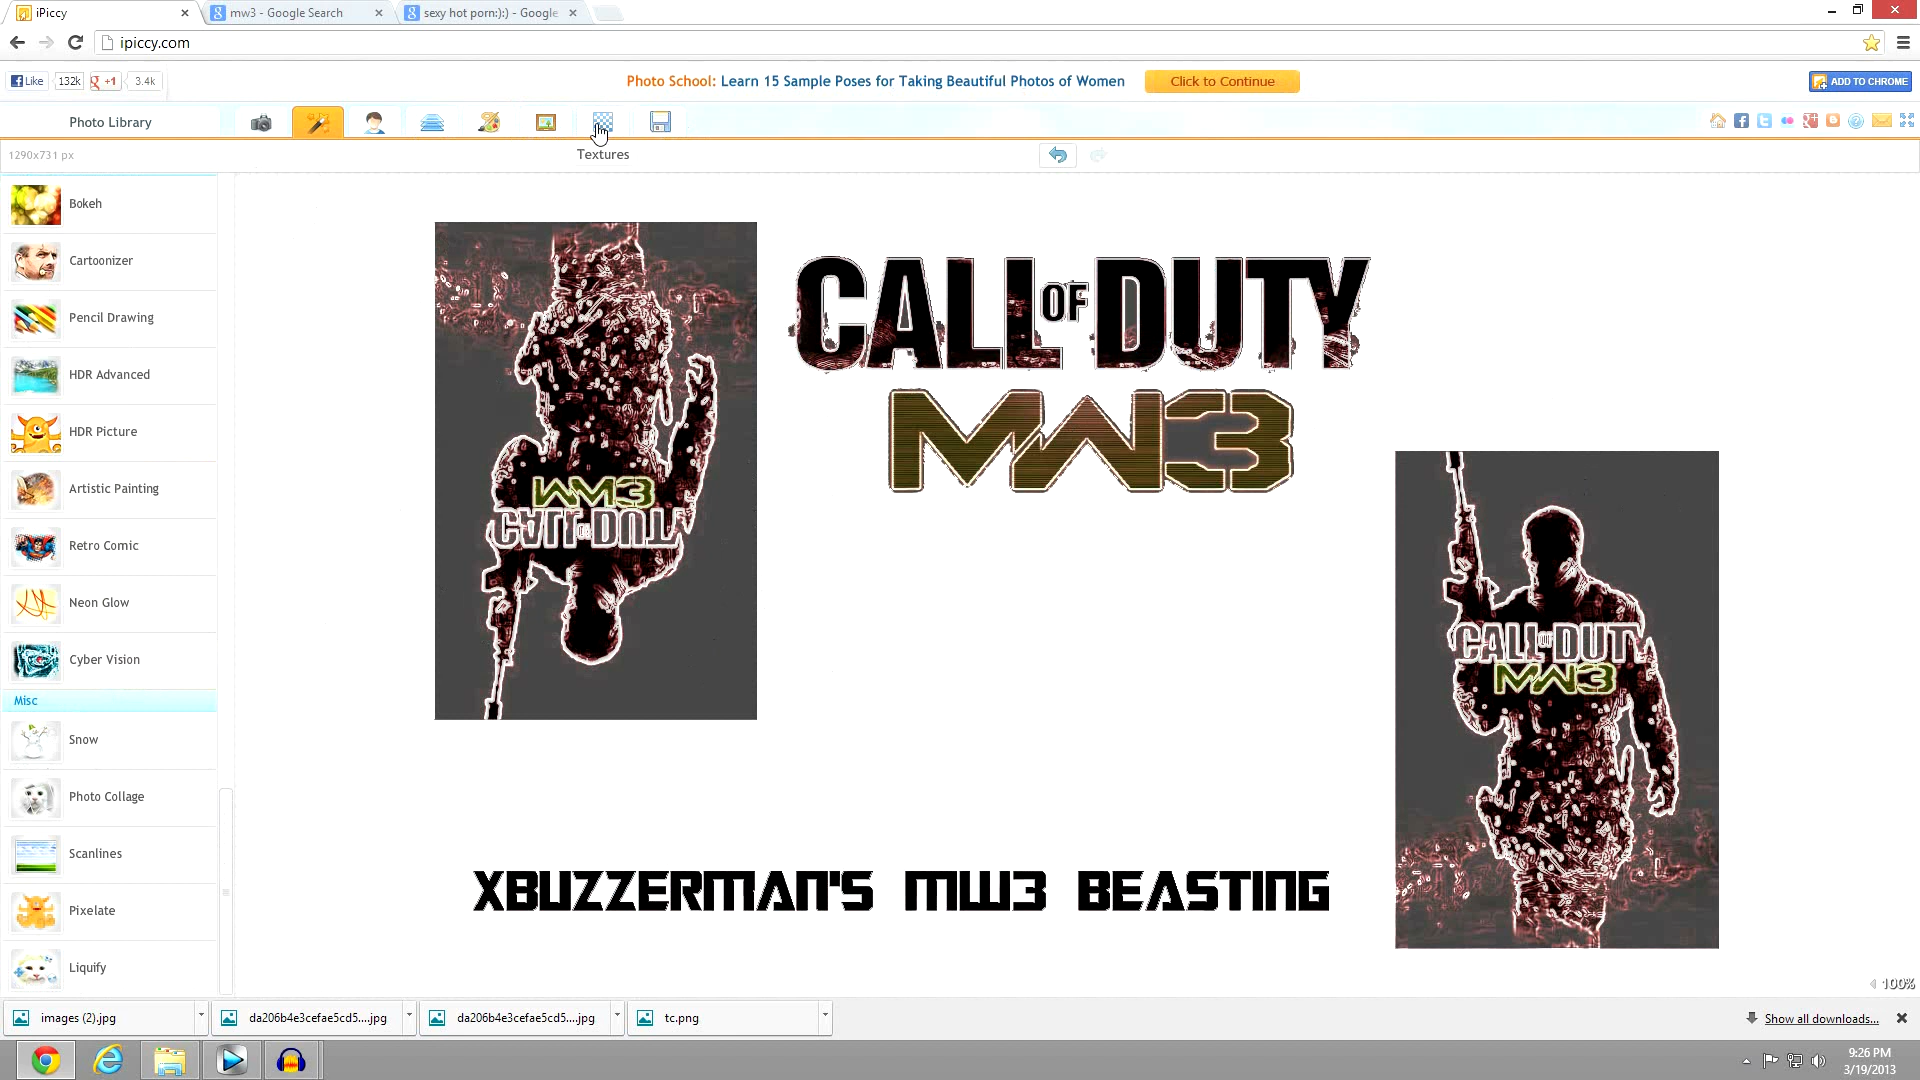 iPiccy
mw3 - Google Search
sexy hot porn:):) - Google
ipiccy.com
Like
132k
+1
3.4k
Photo School: Learn 15 Sample Poses for Taking Beautiful Photos of Women
Click to Continue
ADD TO CHROME
Photo Library
1290x731 px
Textures
Bokeh
Cartoonizer
Pencil Drawing
HDR Advanced
HDR Picture
Artistic Painting
Retro Comic
Neon Glow
Cyber Vision
Misc
Snow
Photo Collage
Scanlines
Pixelate
Liquify
CALL OF DUTY
MW3
MW3
CALL OF DUTY
CALL OF DUTY
MW3
XBUZZERMAN'S MW3 BEASTING
100%
images (2).jpg
da206b4e3cefae5cd5....jpg
da206b4e3cefae5cd5....jpg
tc.png
Show all downloads...
9:26 PM
3/19/2013